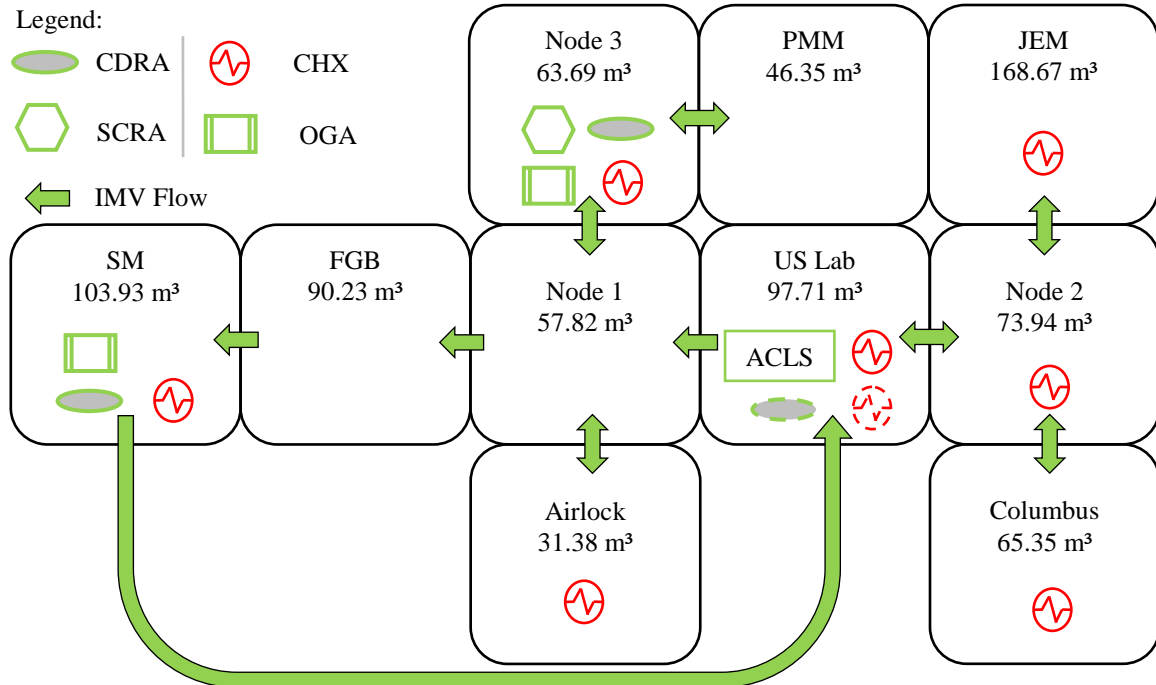 Legend:
CDRA
CHX
SCRA
OGA
IMV Flow
Node 3
63.69 m³
PMM
46.35 m³
JEM
168.67 m³
SM
103.93 m³
FGB
90.23 m³
Node 1
57.82 m³
US Lab
97.71 m³
ACLS
Node 2
73.94 m³
Airlock
31.38 m³
Columbus
65.35 m³